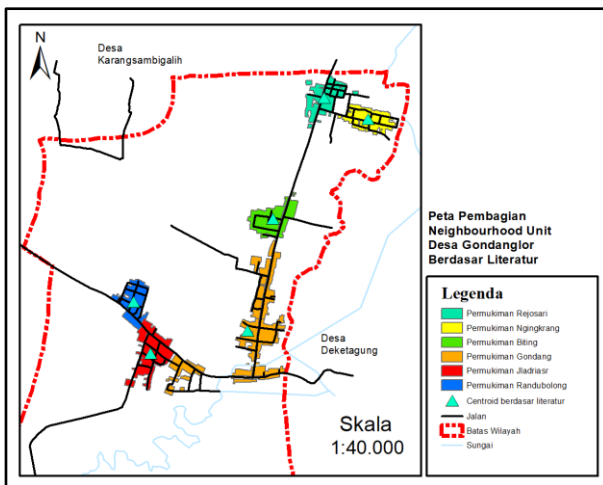 N
Desa
Karangsambigalih
Desa
Deketagung
Skala
1:40.000
Peta Pembagian
Neighbourhood Unit
Desa Gondanglor
Berdasar Literatur
Legenda
Permukiman Rejosari
Permukiman Ngingkrang
Permukiman Biting
Permukiman Gondang
Permukiman Jladriasr
Permukiman Randubolong
Centroid berdasar literatur
Jalan
Batas Wilayah
Sungai